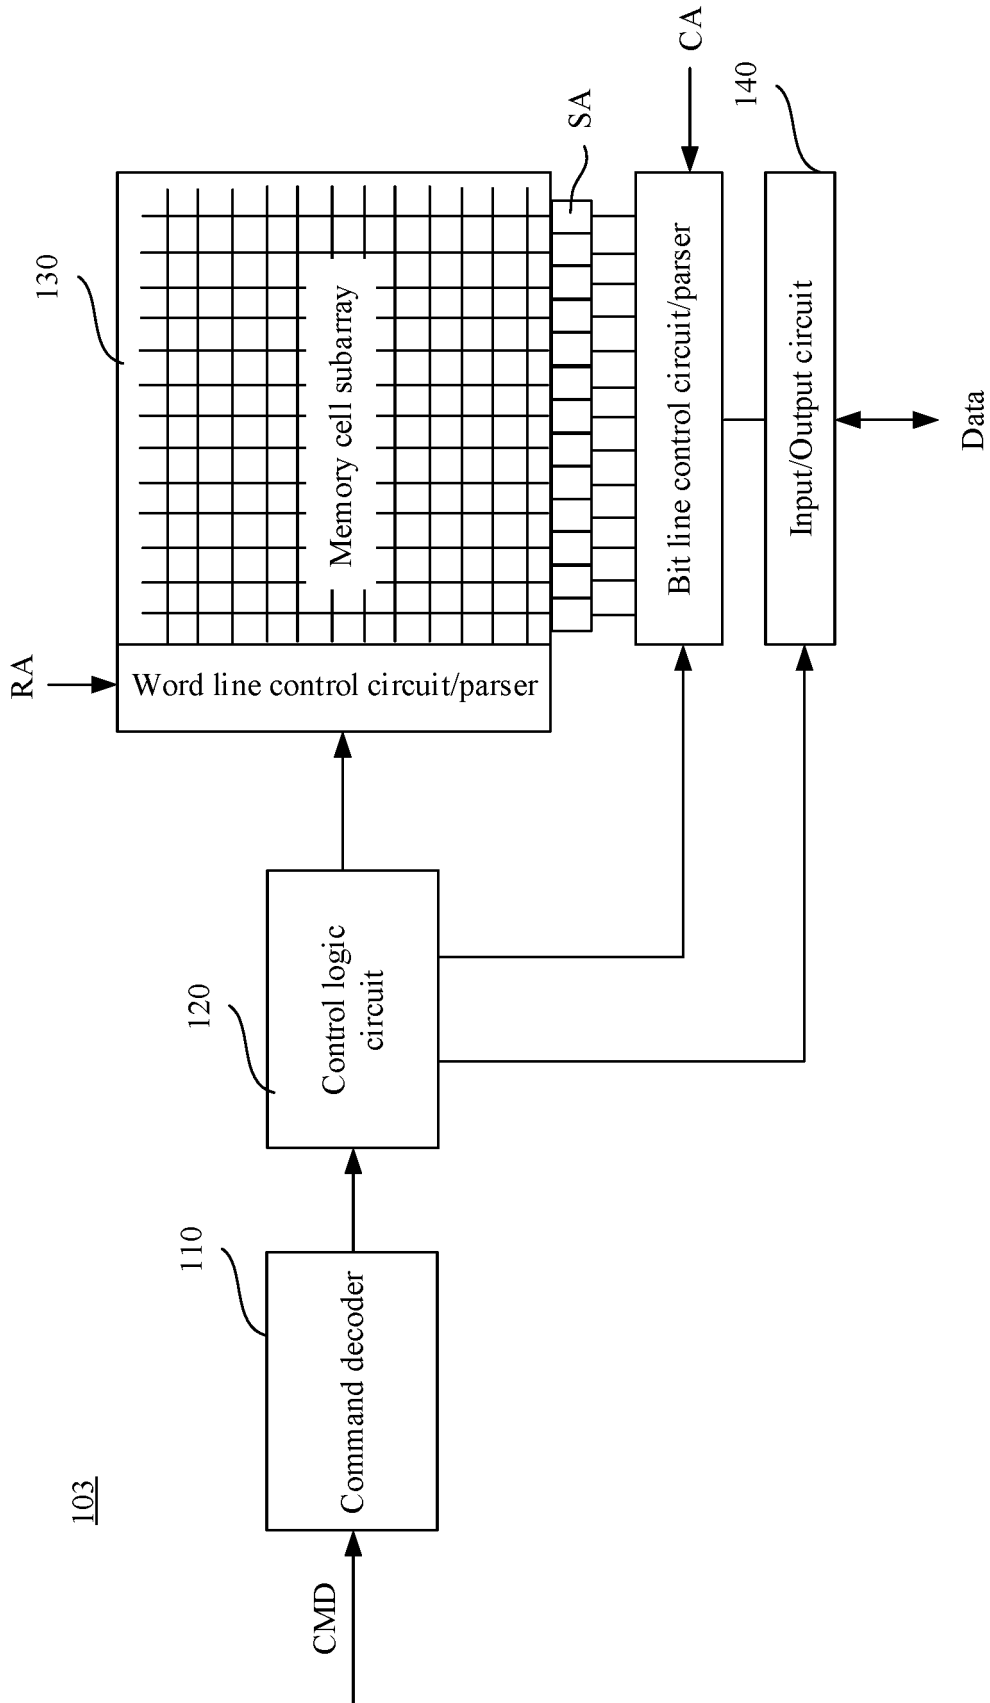 103
CMD
110
Command decoder
120
Control logic
circuit
RA
Word line control circuit/parser
130
Memory cell subarray
SA
Bit line control circuit/parser
CA
140
Input/Output circuit
Data